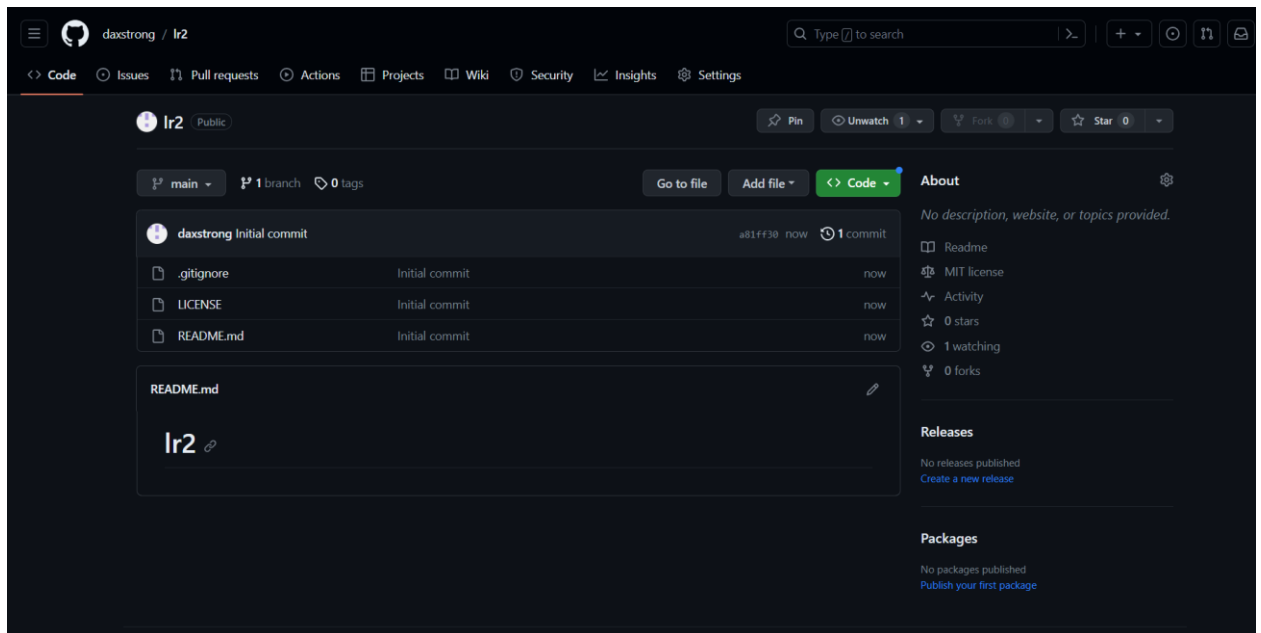 daxstrong / lr2
Type / to search
Code Issues Pull requests Actions Projects Wiki Security Insights Settings
lr2 Public
Pin Unwatch 1 Fork 0 Star 0
main 1 branch 0 tags Go to file Add file Code
daxstrong Initial commit a81ff30 now 1 commit
.gitignore Initial commit now
LICENSE Initial commit now
README.md Initial commit now
README.md
lr2
About
No description, website, or topics provided.
Readme
MIT license
Activity
0 stars
1 watching
0 forks
Releases
No releases published
Create a new release
Packages
No packages published
Publish your first package